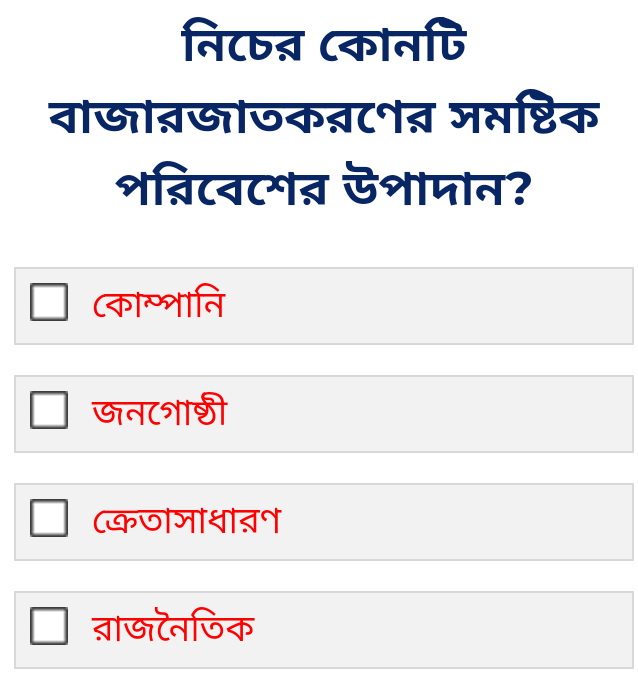 নিচের কোনটি
বাজারজাতকরণের সমষ্টিক
পরিবেশের উপাদান?
কোম্পানি
জনগোষ্ঠী
ক্রেতাসাধারণ
রাজনৈতিক